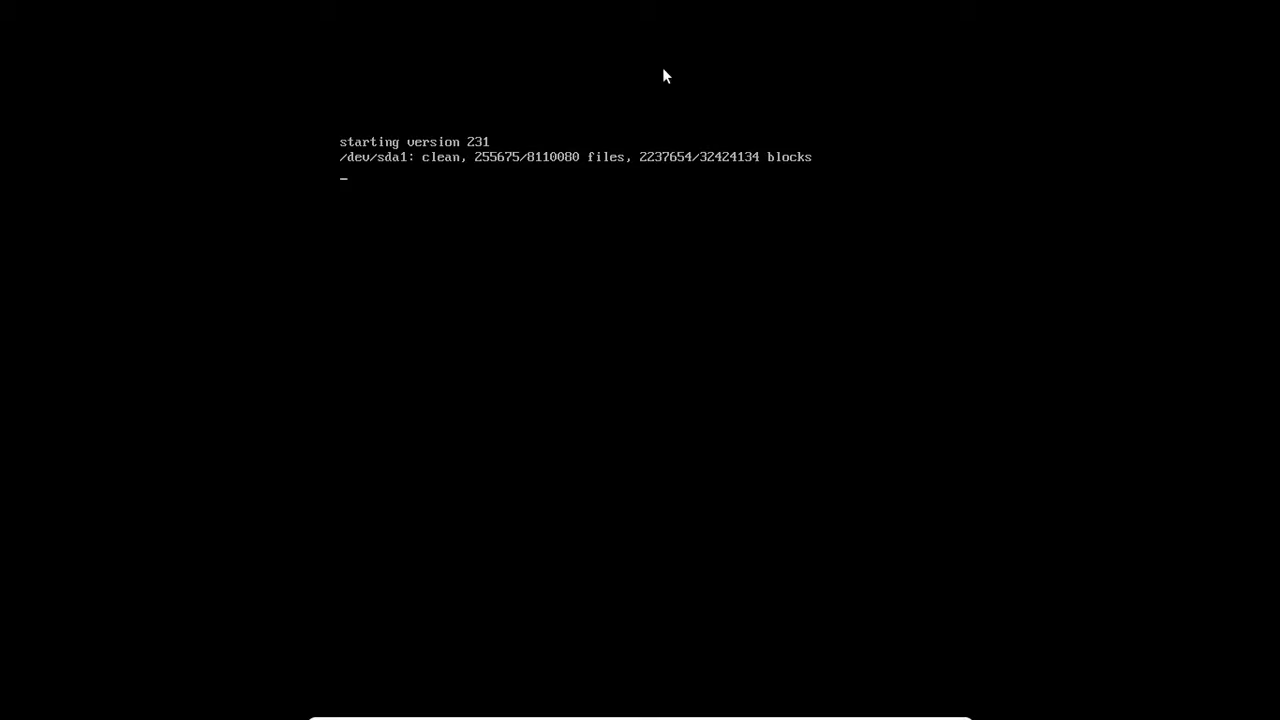 starting version 231
/dev/sda1: clean, 255675/8110080 files, 2237654/32424134 blocks
_